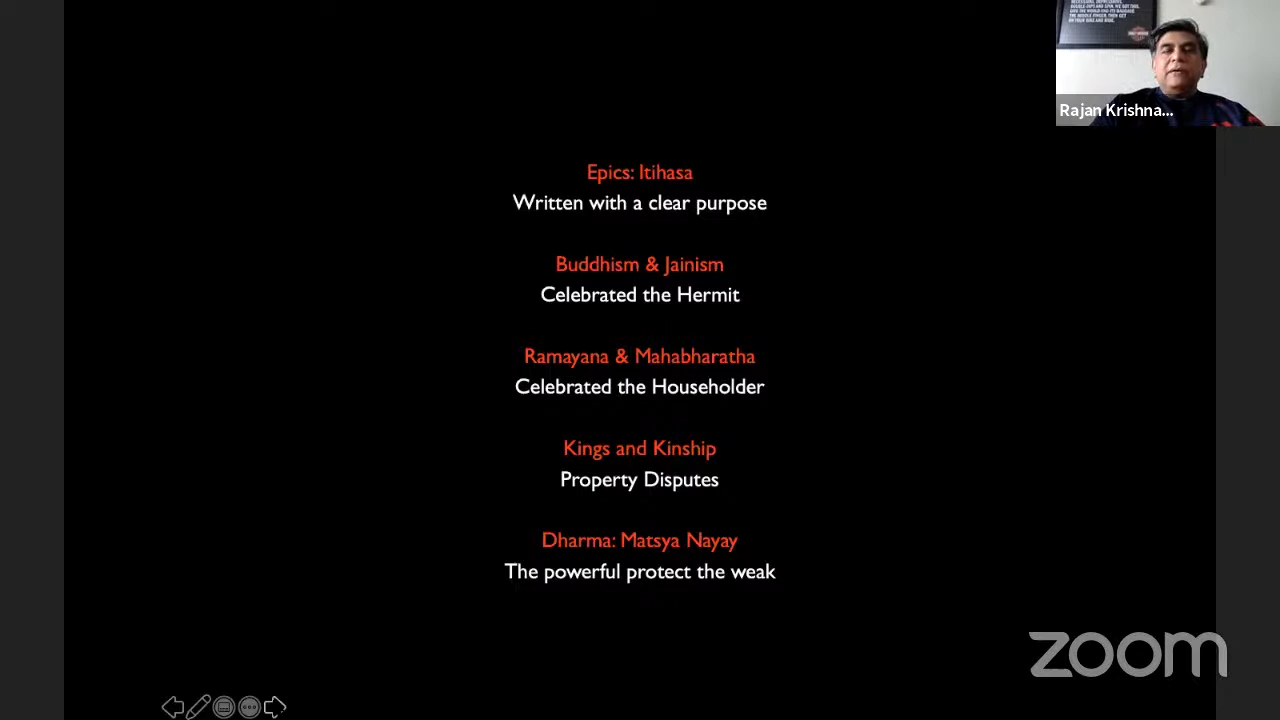 Rajan Krishna...
Epics: Itihasa
Written with a clear purpose
Buddhism & Jainism
Celebrated the Hermit
Ramayana & Mahabharatha
Celebrated the Householder
Kings and Kinship
Property Disputes
Dharma: Matsya Nayay
The powerful protect the weak
zoom